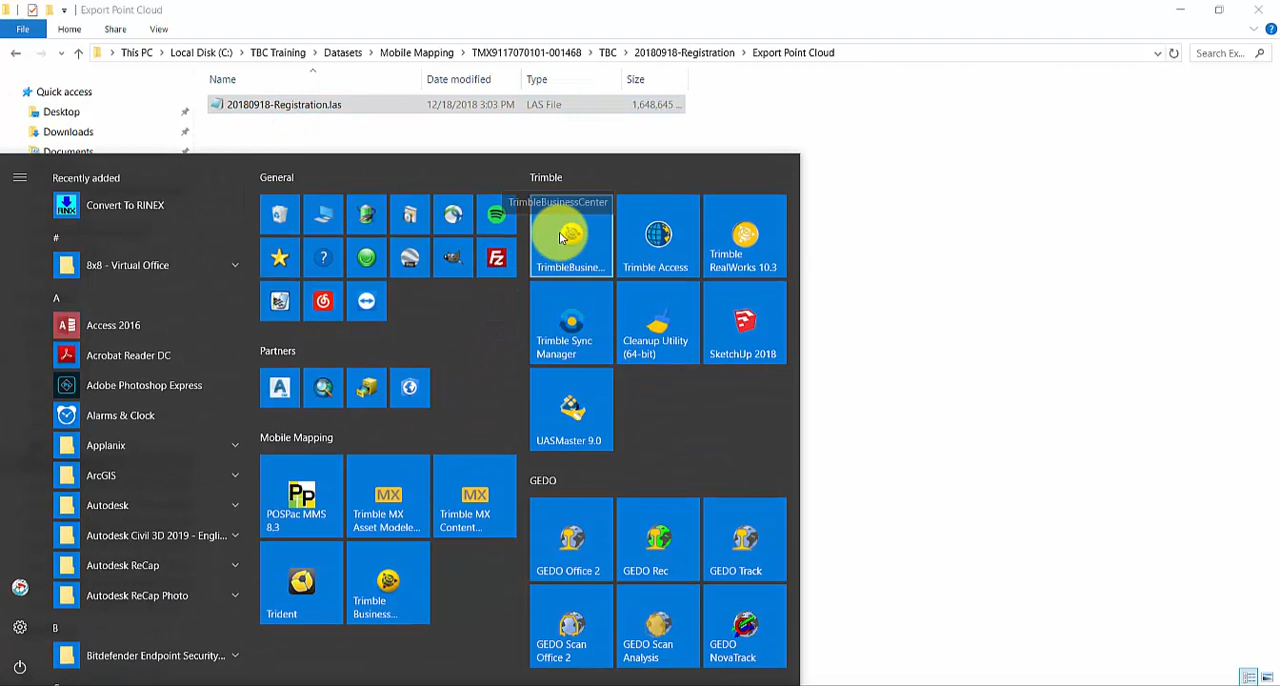 Export Point Cloud
File Home Share View
This PC Local Disk (C:) TBC Training Datasets Mobile Mapping TMX9117070101-001468 TBC 20180918-Registration Export Point Cloud Search Ex...
Name Date modified Type Size
20180918-Registration.las 12/18/2018 3:03 PM LAS File 1,648,645 ...
Quick access
Desktop
Downloads
Documents
Recently added
Convert To RINEX
#
8x8 - Virtual Office
A
Access 2016
Acrobat Reader DC
Adobe Photoshop Express
Alarms & Clock
Applanix
ArcGIS
Autodesk
Autodesk Civil 3D 2019 - Engli...
Autodesk ReCap
Autodesk ReCap Photo
B
Bitdefender Endpoint Security...
General
Partners
Mobile Mapping
POSPac MMS
8.3
Trimble MX
Asset Modele...
Trimble MX
Content...
Trident
Trimble
Business...
Trimble
TrimbleBusinessCenter
TrimbleBusine...
Trimble Access
Trimble
RealWorks 10.3
Trimble Sync
Manager
Cleanup Utility
(64-bit)
SketchUp 2018
UASMaster 9.0
GEDO
GEDO Office 2
GEDO Rec
GEDO Track
GEDO Scan
Office 2
GEDO Scan
Analysis
GEDO
NovaTrack